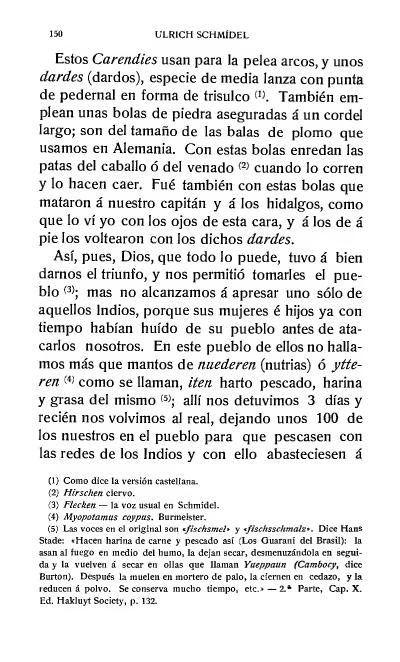 150
ULRICH SCHMÍDEL
Estos Carendies usan para la pelea arcos, y unos
dardes (dardos), especie de media lanza con punta
de pedernal en forma de trisulco (1). También em-
plean unas bolas de piedra aseguradas á un cordel
largo; son del tamaño de las balas de plomo que
usamos en Alemania. Con estas bolas enredan las
patas del caballo ó del venado (2) cuando lo corren
y lo hacen caer. Fué también con estas bolas que
mataron á nuestro capitán y á los hidalgos, como
que lo ví yo con los ojos de esta cara, y á los de á
pie los voltearon con los dichos dardes.
Así, pues, Dios, que todo lo puede, tuvo á bien
darnos el triunfo, y nos permitió tomarles el pue-
blo (3); mas no alcanzamos á apresar uno sólo de
aquellos Indios, porque sus mujeres é hijos ya con
tiempo habían huído de su pueblo antes de ata-
carlos nosotros. En este pueblo de ellos no halla-
mos más que mantos de nuederen (nutrias) ó ytte-
ren (4) como se llaman, iten harto pescado, harina
y grasa del mismo (5); allí nos detuvimos 3 días y
recién nos volvimos al real, dejando unos 100 de
los nuestros en el pueblo para que pescasen con
las redes de los Indios y con ello abasteciesen á
(1) Como dice la versión castellana.
(2) Hirschen ciervo.
(3) Flecken — la voz usual en Schmídel.
(4) Myopotamus coypus. Burmeister.
(5) Las voces en el original son «fischsmel» y «fischsschmalz». Dice Hans
Stade: «Hacen harina de carne y pescado así (Los Guaraní del Brasil): la
asan al fuego en medio del humo, la dejan secar, desmenuzándola en segui-
da y la vuelven á secar en ollas que llaman Yueppaun (Cambocy, dice
Burton). Después la muelen en mortero de palo, la ciernen en cedazo, y la
reducen á polvo. Se conserva mucho tiempo, etc.» — 2.ª Parte, Cap. X.
Ed. Hakluyt Society, p. 132.